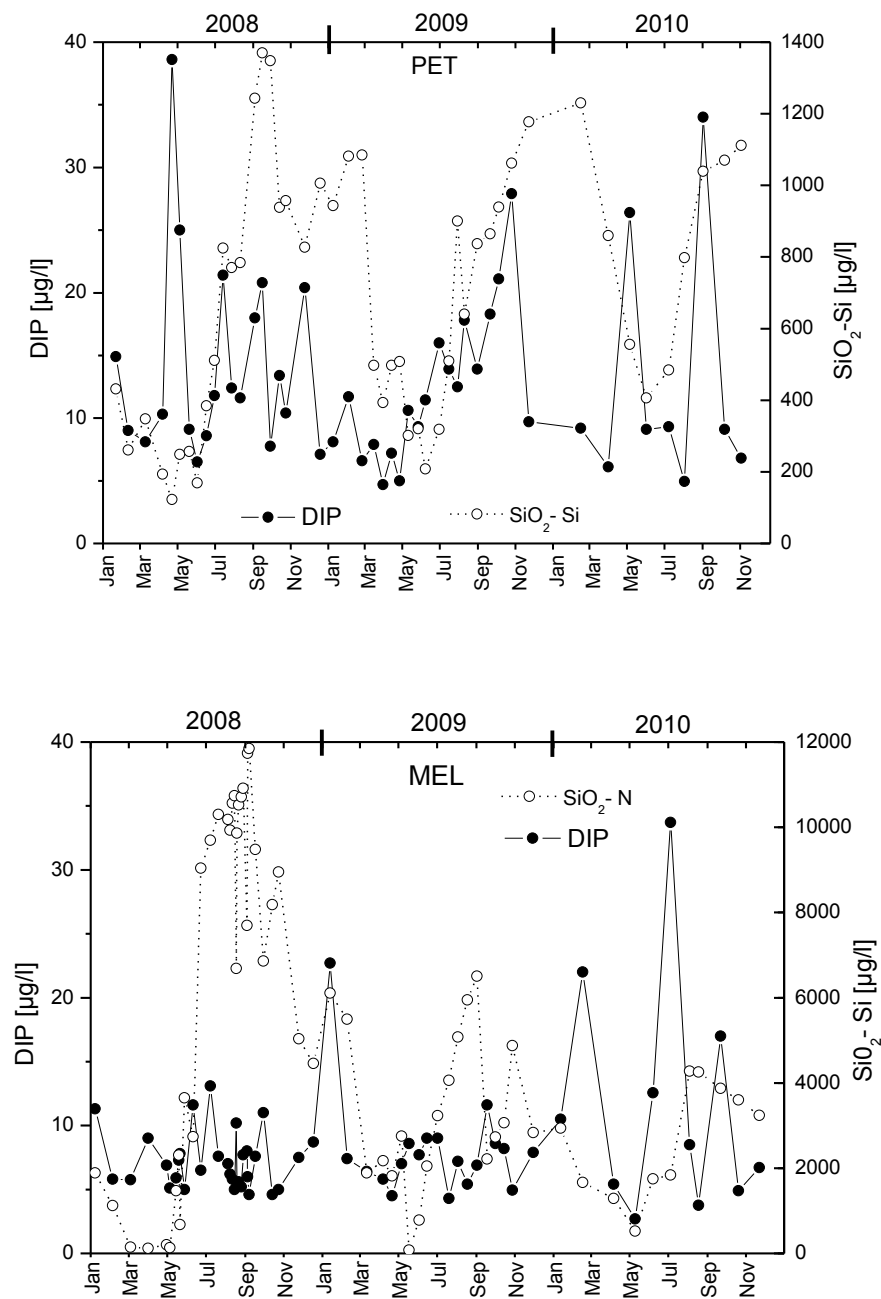 2008 2009 2010
40 1400
PET
1200
30
1000
DIP [µg/l]
800
SiO₂-Si [µg/l]
20
600
400
10
200
DIP SiO₂- Si
0 0
Jan Mar May Jul Sep Nov Jan Mar May Jul Sep Nov Jan Mar May Jul Sep Nov
2008 2009 2010
40 12000
MEL
SiO₂- N
10000
DIP
30
8000
DIP [µg/l]
SiO₂- Si [µg/l]
20 6000
4000
10
2000
0 0
Jan Mar May Jul Sep Nov Jan Mar May Jul Sep Nov Jan Mar May Jul Sep Nov